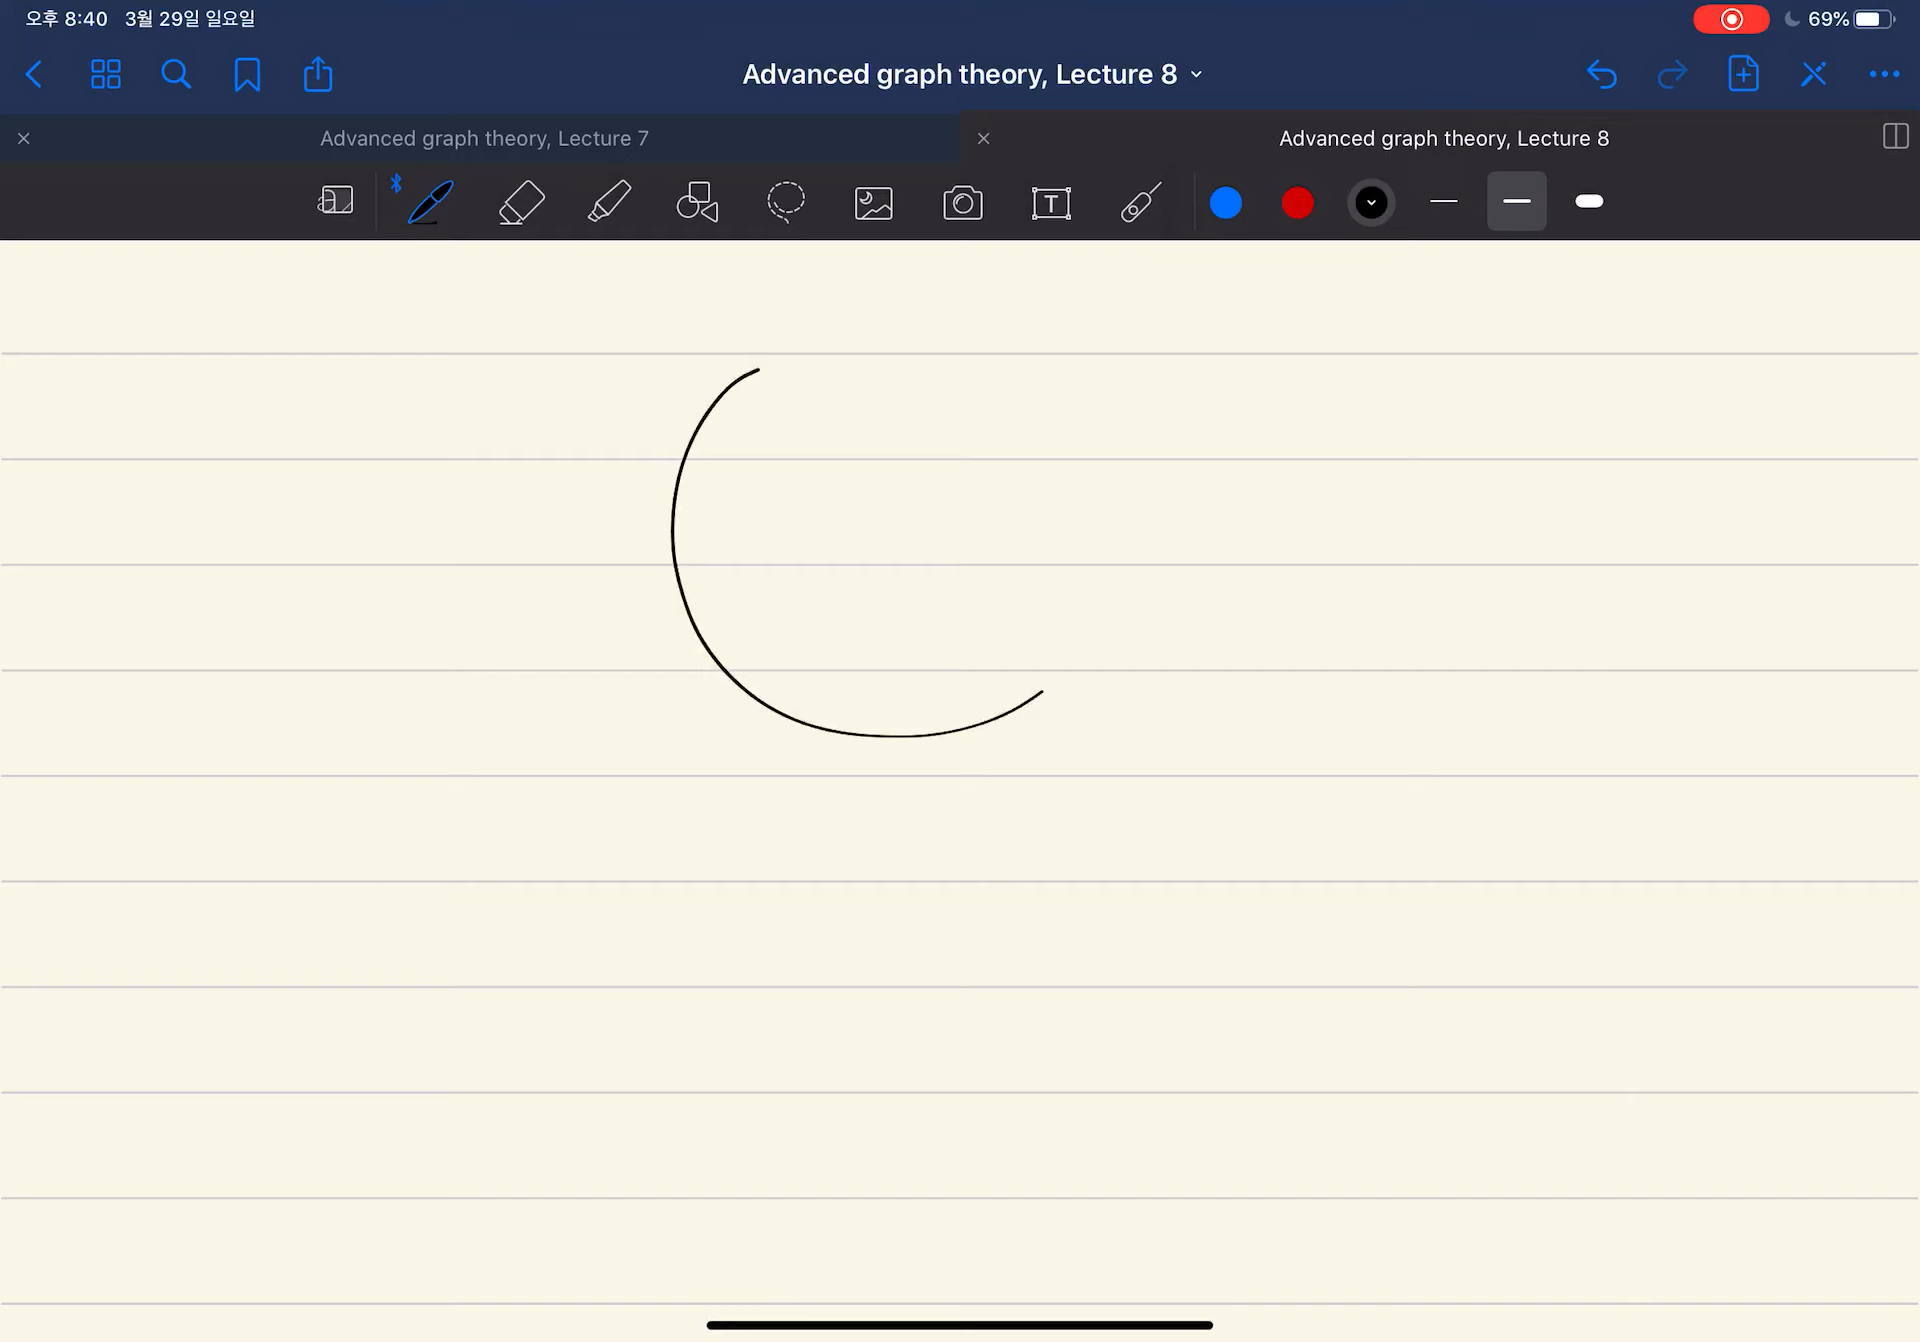 오후 8:40 3월 29일 일요일
69%
Advanced graph theory, Lecture 8
Advanced graph theory, Lecture 7
Advanced graph theory, Lecture 8